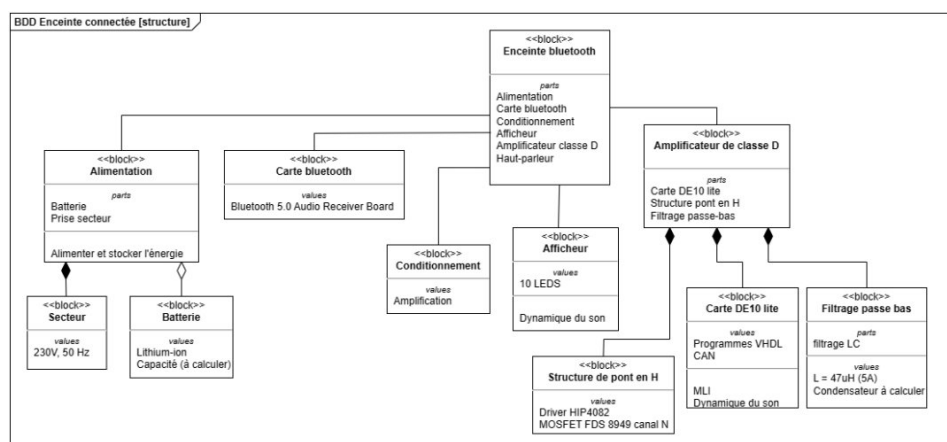 BDD Enceinte connectée [structure]
<<block>>
Enceinte bluetooth
parts
Alimentation
Carte bluetooth
Conditionnement
Afficheur
Amplificateur classe D
Haut-parleur
<<block>>
Alimentation
parts
Batterie
Prise secteur
Alimenter et stocker l'énergie
<<block>>
Carte bluetooth
values
Bluetooth 5.0 Audio Receiver Board
<<block>>
Amplificateur de classe D
parts
Carte DE10 lite
Structure pont en H
Filtrage passe-bas
<<block>>
Conditionnement
values
Amplification
<<block>>
Afficheur
values
10 LEDS
Dynamique du son
<<block>>
Secteur
values
230V, 50 Hz
<<block>>
Batterie
values
Lithium-ion
Capacité (à calculer)
<<block>>
Structure de pont en H
values
Driver HIP4082
MOSFET FDS 8949 canal N
<<block>>
Carte DE10 lite
values
Programmes VHDL
CAN
MLI
Dynamique du son
<<block>>
Filtrage passe bas
parts
filtrage LC
values
L = 47uH (5A)
Condensateur à calculer